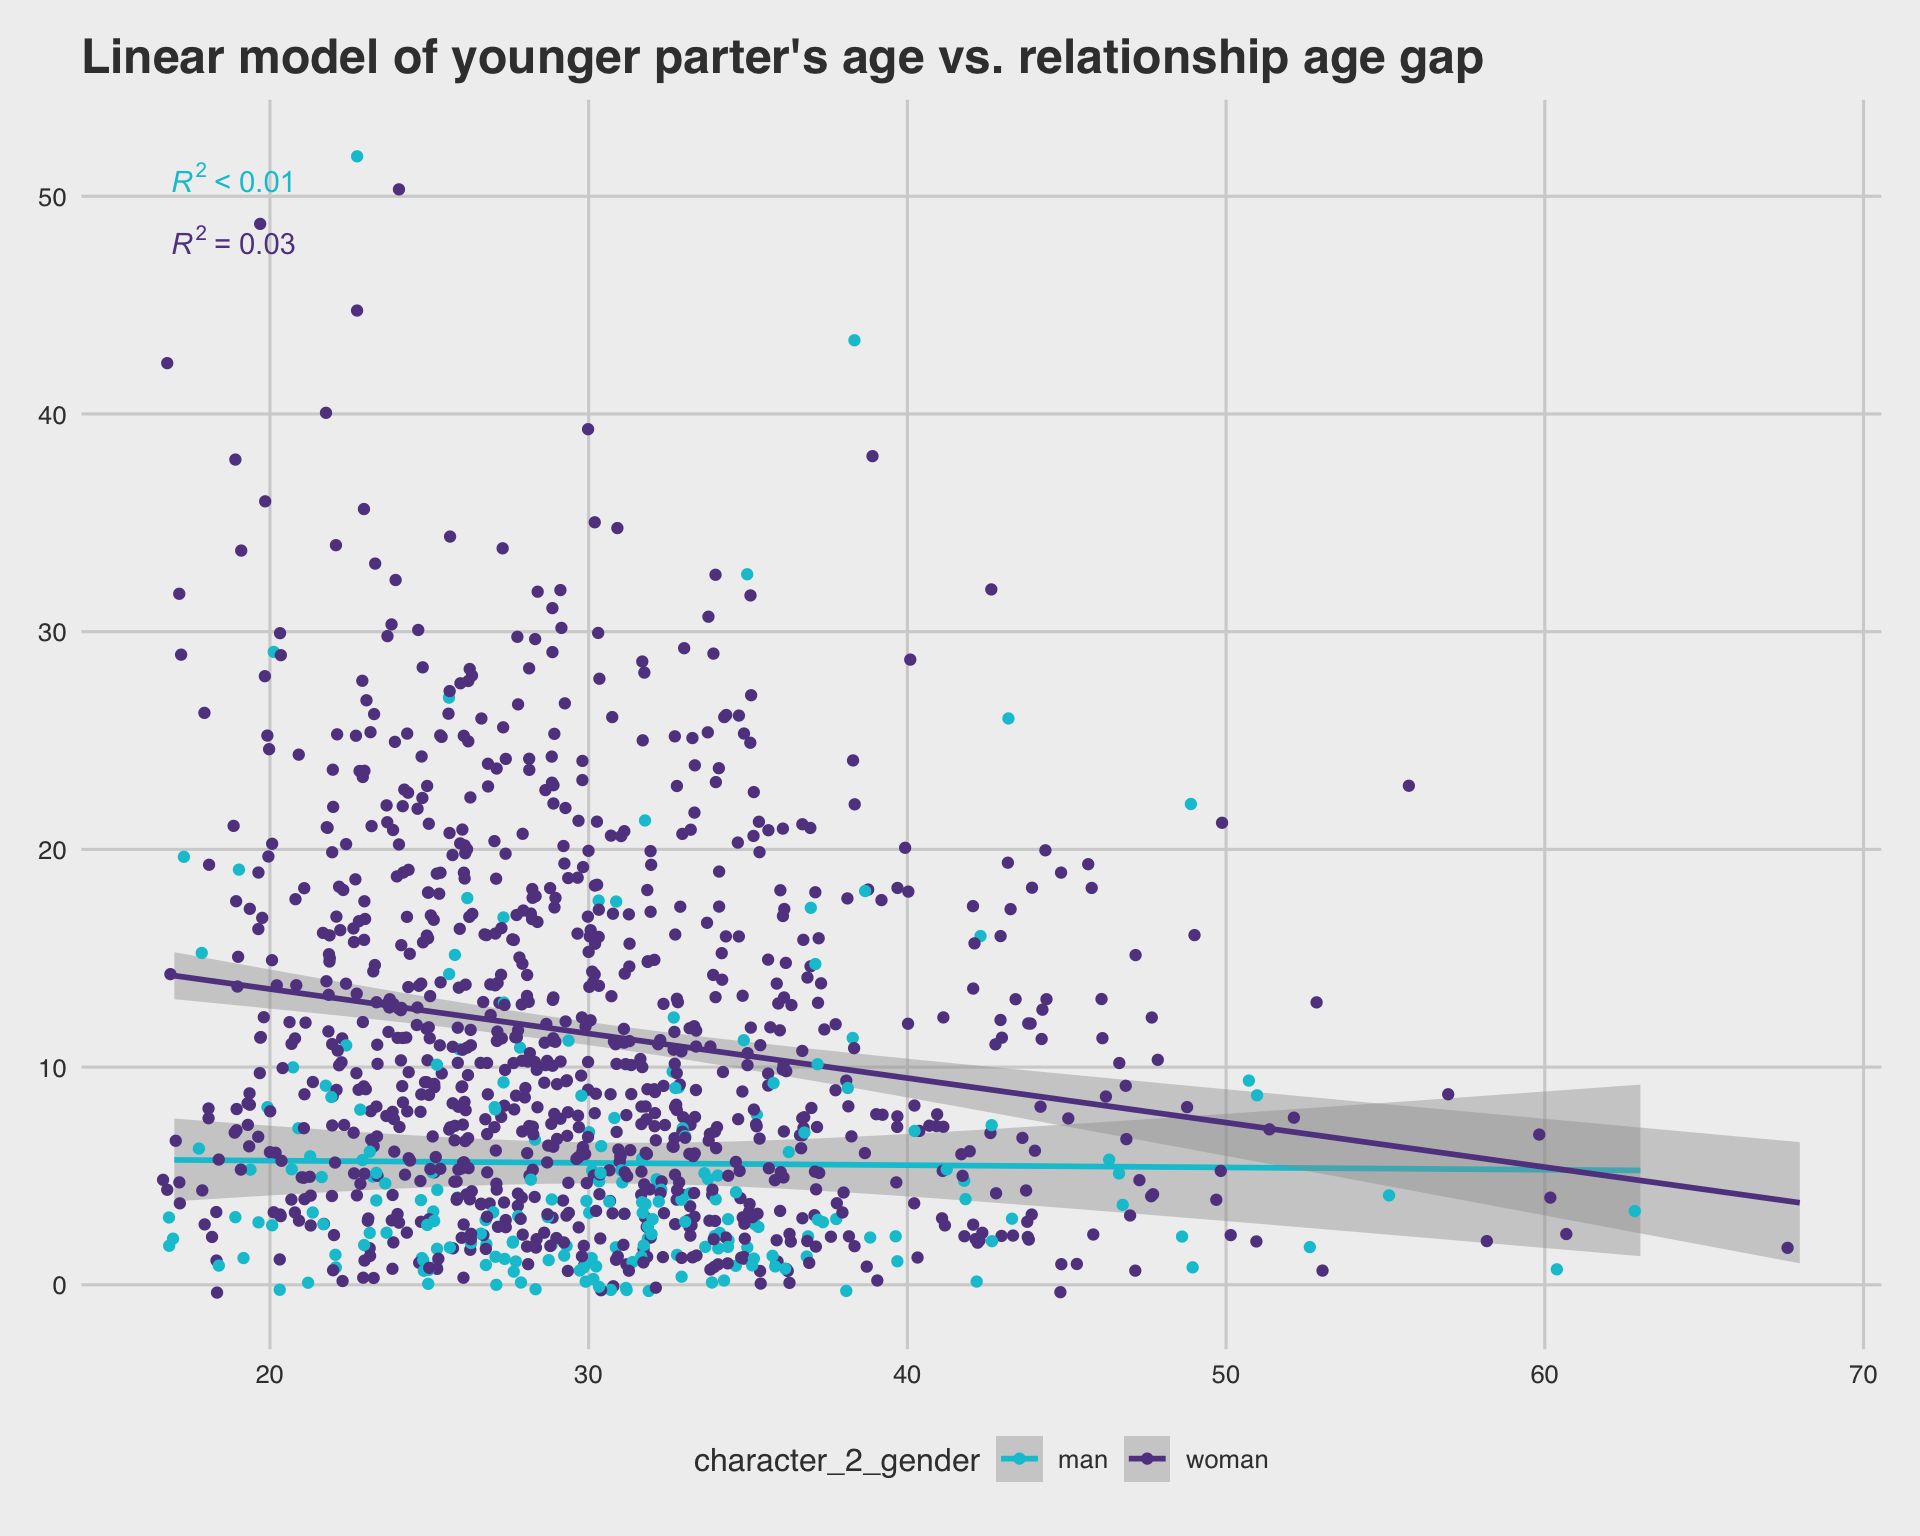 Linear model of younger parter's age vs. relationship age gap
R² < 0.01
R² = 0.03
50
40
30
20
10
0
20 30 40 50 60 70
character_2_gender man woman